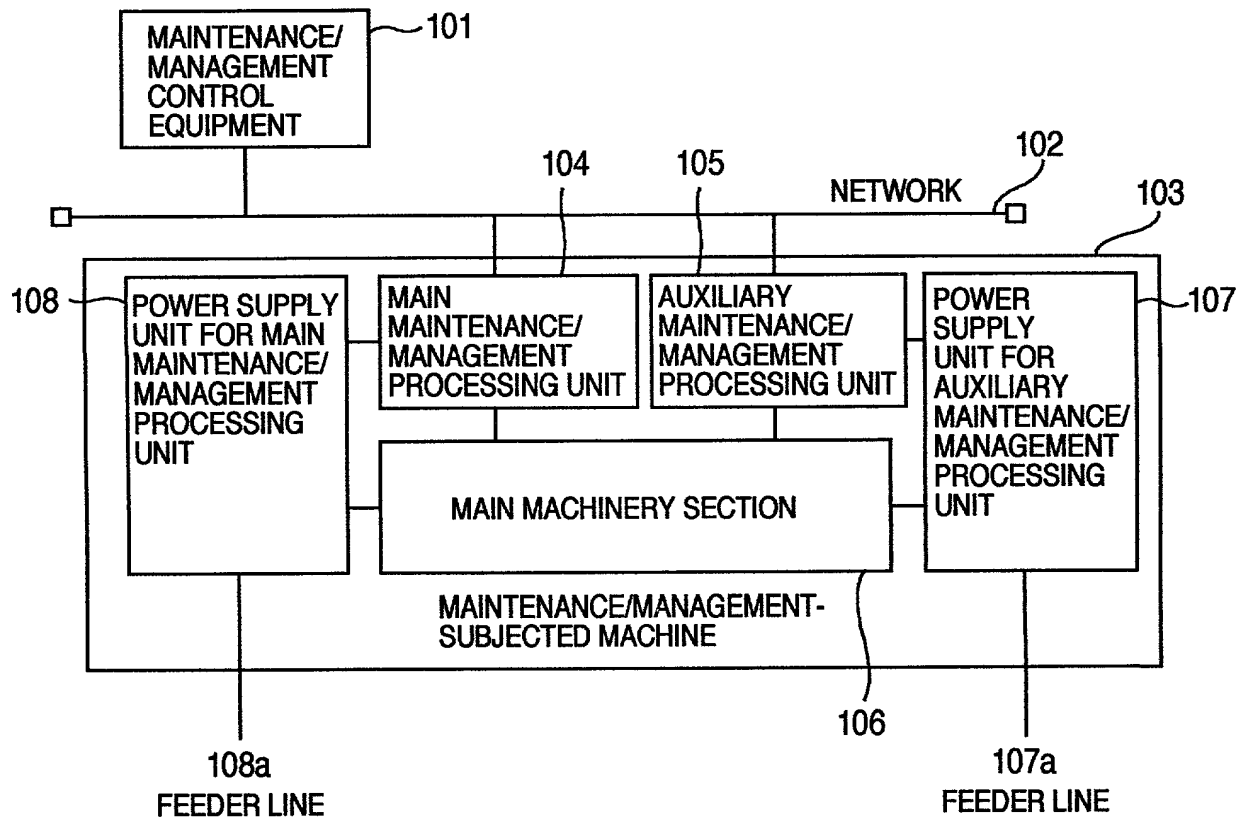 MAINTENANCE/
MANAGEMENT
CONTROL
EQUIPMENT
101
104
105
102
NETWORK
103
108
POWER SUPPLY
UNIT FOR MAIN
MAINTENANCE/
MANAGEMENT
PROCESSING
UNIT
MAIN
MAINTENANCE/
MANAGEMENT
PROCESSING UNIT
AUXILIARY
MAINTENANCE/
MANAGEMENT
PROCESSING UNIT
POWER
SUPPLY
UNIT FOR
AUXILIARY
MAINTENANCE/
MANAGEMENT
PROCESSING
UNIT
107
MAIN MACHINERY SECTION
MAINTENANCE/MANAGEMENT-
SUBJECTED MACHINE
106
108a
FEEDER LINE
107a
FEEDER LINE